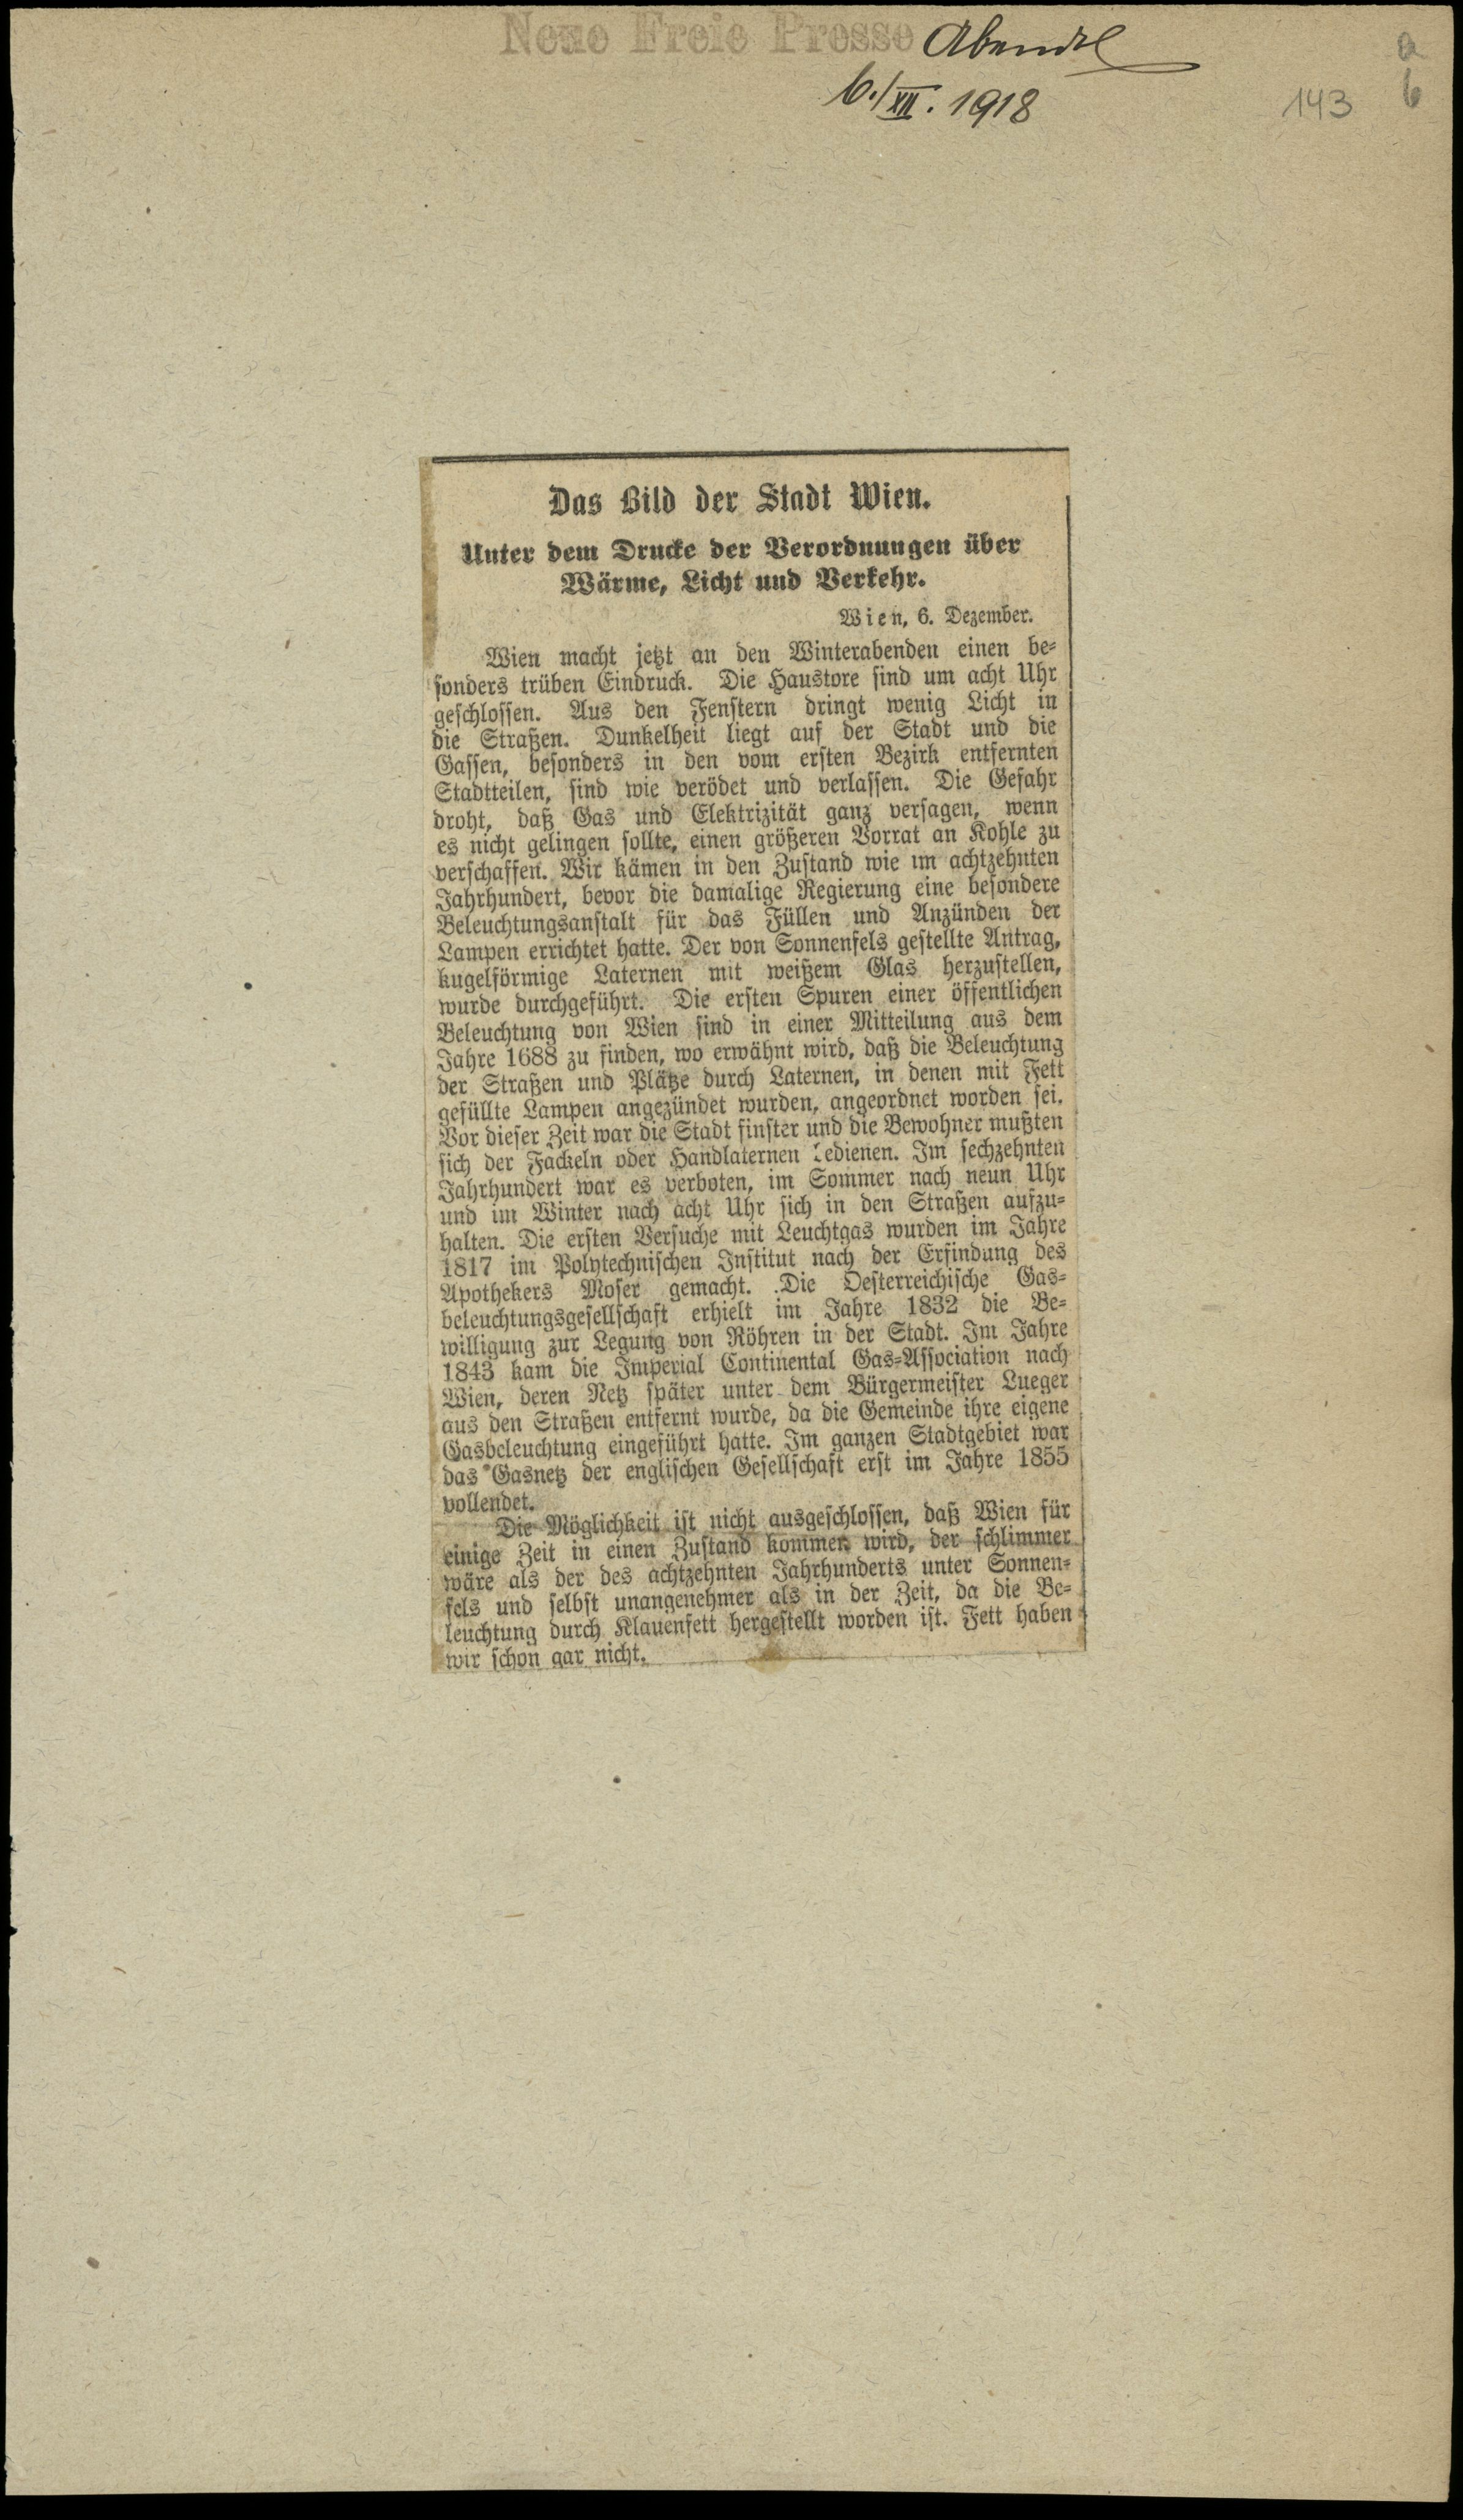 Neue Freie Presse Abendbl
6./XII. 1918
143
a
6
Das Bild der Stadt Wien.
Unter dem Drucke der Verordnungen über
Wärme, Licht und Verkehr.
Wien, 6. Dezember.
Wien macht jetzt an den Winterabenden einen be-
sonders trüben Eindruck. Die Haustore sind um acht Uhr
geschlossen. Aus den Fenstern dringt wenig Licht in
die Straßen. Dunkelheit liegt auf der Stadt und die
Gassen, besonders in den vom ersten Bezirk entfernten
Stadtteilen, sind wie verödet und verlassen. Die Gefahr
droht, daß Gas und Elektrizität ganz versagen, wenn
es nicht gelingen sollte, einen größeren Vorrat an Kohle zu
verschaffen. Wir kämen in den Zustand wie im achtzehnten
Jahrhundert, bevor die damalige Regierung eine besondere
Beleuchtungsanstalt für das Füllen und Anzünden der
Lampen errichtet hatte. Der von Sonnenfels gestellte Antrag,
kugelförmige Laternen mit weißem Glas herzustellen,
wurde durchgeführt. Die ersten Spuren einer öffentlichen
Beleuchtung von Wien sind in einer Mitteilung aus dem
Jahre 1688 zu finden, wo erwähnt wird, daß die Beleuchtung
der Straßen und Plätze durch Laternen, in denen mit Fett
gefüllte Lampen angezündet wurden, angeordnet worden sei.
Vor dieser Zeit war die Stadt finster und die Bewohner mußten
sich der Fackeln oder Handlaternen bedienen. Im sechzehnten
Jahrhundert war es verboten, im Sommer nach neun Uhr
und im Winter nach acht Uhr sich in den Straßen aufzu-
halten. Die ersten Versuche mit Leuchtgas wurden im Jahre
1817 im Polytechnischen Institut nach der Erfindung des
Apothekers Moser gemacht. Die Oesterreichische Gas-
beleuchtungsgesellschaft erhielt im Jahre 1832 die Be-
willigung zur Legung von Röhren in der Stadt. Im Jahre
1843 kam die Imperial Continental Gas-Association nach
Wien, deren Netz später unter dem Bürgermeister Lueger
aus den Straßen entfernt wurde, da die Gemeinde ihre eigene
Gasbeleuchtung eingeführt hatte. Im ganzen Stadtgebiet war
das Gasnetz der englischen Gesellschaft erst im Jahre 1855
vollendet.
Die Möglichkeit ist nicht ausgeschlossen, daß Wien für
einige Zeit in einen Zustand kommen wird, der schlimmer
wäre als der des achtzehnten Jahrhunderts unter Sonnen-
fels und selbst unangenehmer als in der Zeit, da die Be-
leuchtung durch Klauenfett hergestellt worden ist. Fett haben
wir schon gar nicht.